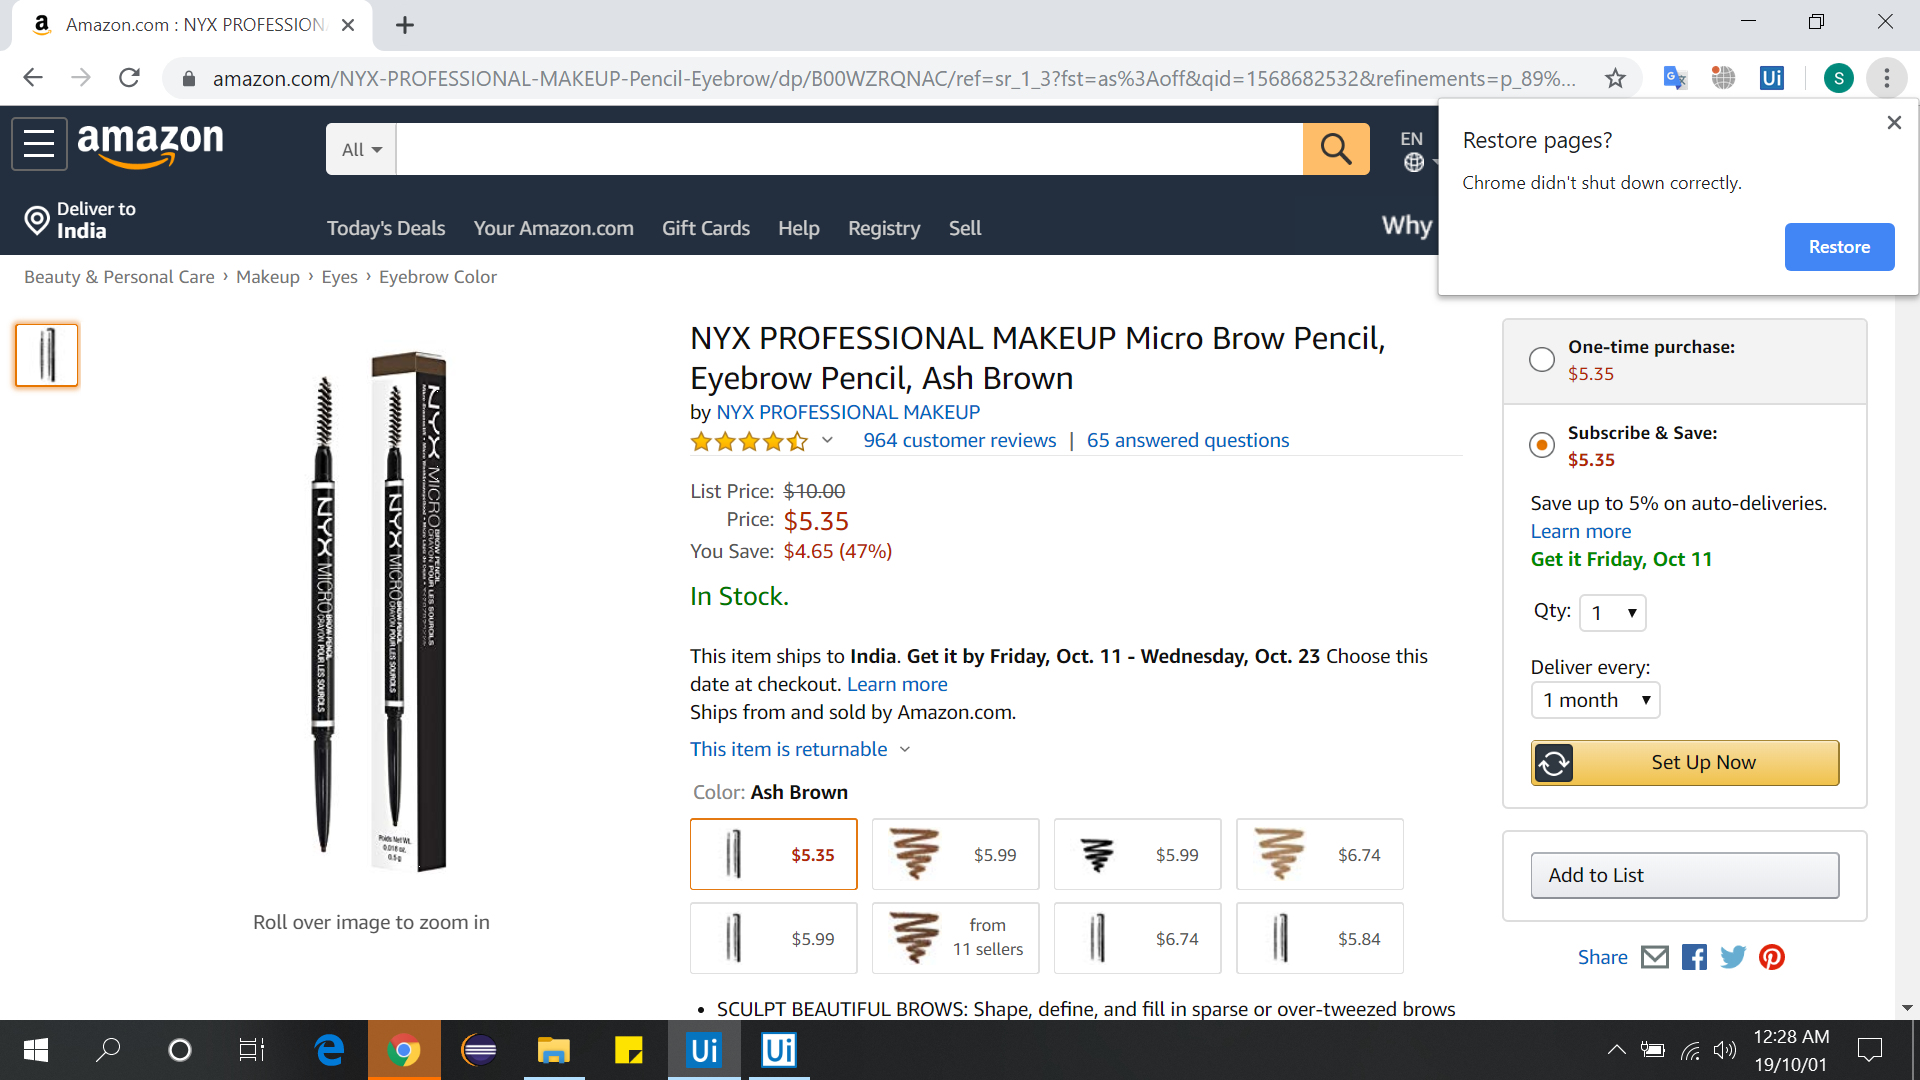 Amazon.com : NYX PROFESSION
amazon.com/NYX-PROFESSIONAL-MAKEUP-Pencil-Eyebrow/dp/B00WZRQNAC/ref=sr_1_3?fst=as%3Aoff&qid=1568682532&refinements=p_89%...
S
Restore pages?
Chrome didn't shut down correctly.
Restore
amazon
All
EN
Deliver to
India
Today's Deals Your Amazon.com Gift Cards Help Registry Sell
Why
Beauty & Personal Care › Makeup › Eyes › Eyebrow Color
NYX PROFESSIONAL MAKEUP Micro Brow Pencil,
Eyebrow Pencil, Ash Brown
by NYX PROFESSIONAL MAKEUP
964 customer reviews | 65 answered questions
List Price: $10.00
Price: $5.35
You Save: $4.65 (47%)
In Stock.
This item ships to India. Get it by Friday, Oct. 11 - Wednesday, Oct. 23 Choose this
date at checkout. Learn more
Ships from and sold by Amazon.com.
This item is returnable
Color: Ash Brown
$5.35 $5.99 $5.99 $6.74
$5.99 from
11 sellers $6.74 $5.84
• SCULPT BEAUTIFUL BROWS: Shape, define, and fill in sparse or over-tweezed brows
NYX MICRO BROW PENCIL
CRAYON POUR LES SOURCILS
NYX MICRO BROW PENCIL
CRAYON POUR LES SOURCILS
NYX MICRO BROW PENCIL
CRAYON POUR LES SOURCILS
Poids Net Wt.
0.018 oz.
0.5 g
Roll over image to zoom in
One-time purchase:
$5.35
Subscribe & Save:
$5.35
Save up to 5% on auto-deliveries.
Learn more
Get it Friday, Oct 11
Qty: 1
Deliver every:
1 month
Set Up Now
Add to List
Share
Ui
Ui
Ui
12:28 AM
19/10/01